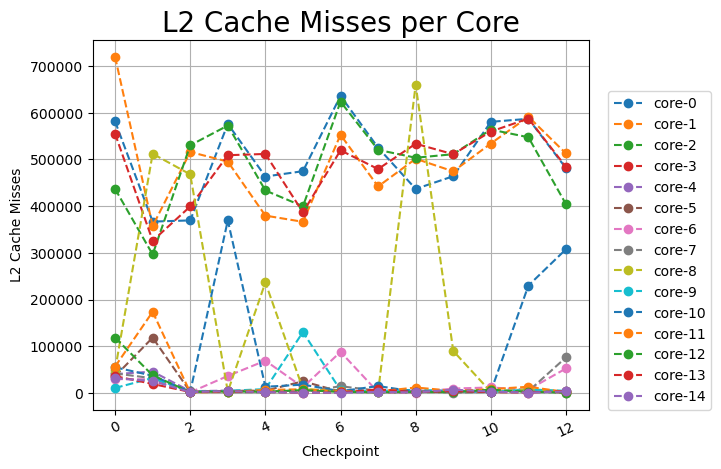 L2 Cache Misses per Core
L2 Cache Misses
700000
600000
500000
400000
300000
200000
100000
0
0
2
4
6
8
10
12
Checkpoint
core-0
core-1
core-2
core-3
core-4
core-5
core-6
core-7
core-8
core-9
core-10
core-11
core-12
core-13
core-14